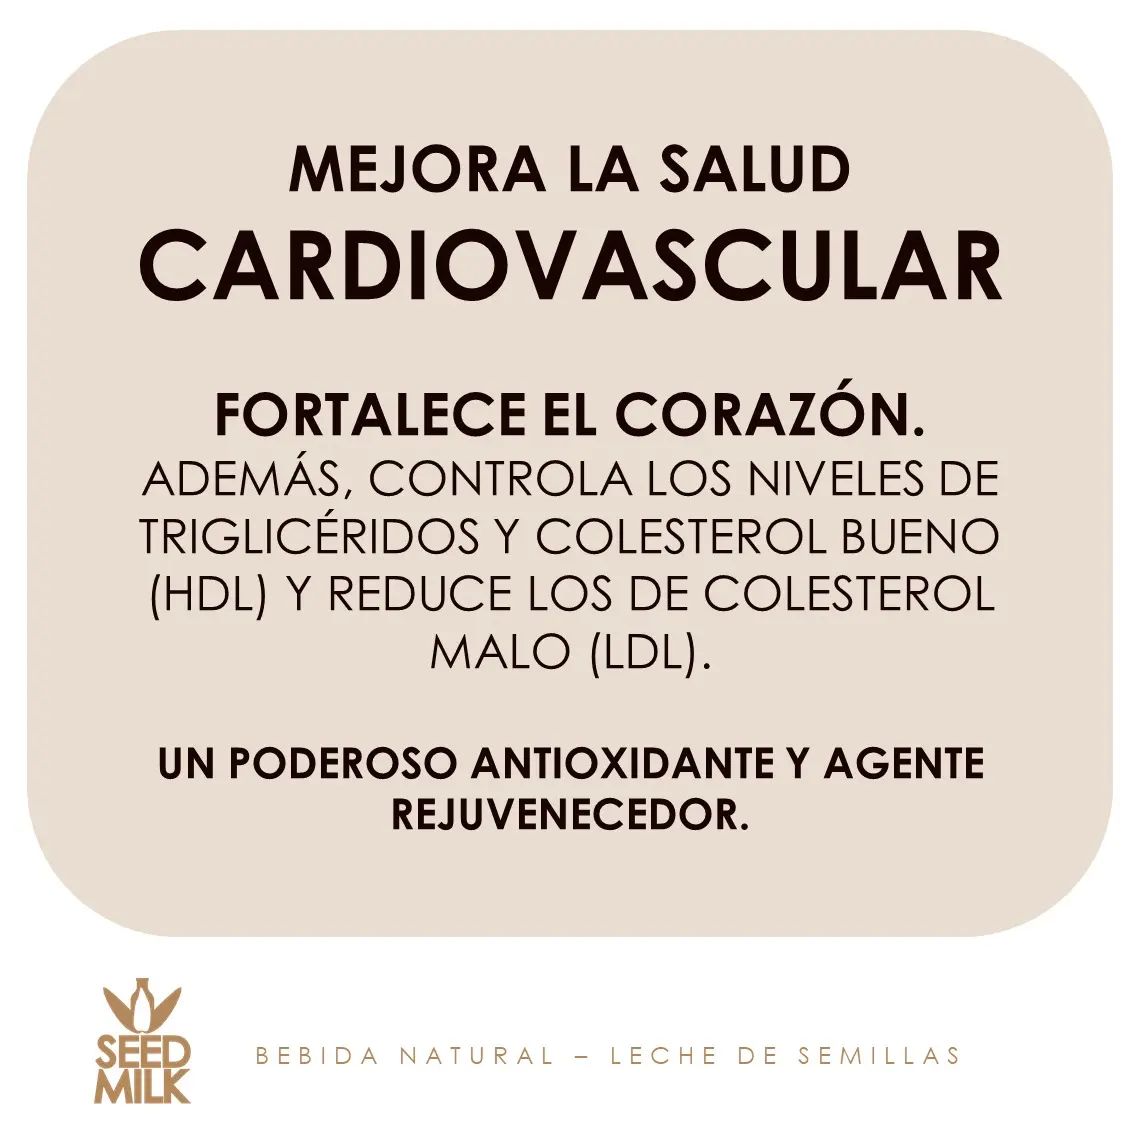 MEJORA LA SALUD
CARDIOVASCULAR
FORTALECE EL CORAZÓN.
ADEMÁS, CONTROLA LOS NIVELES DE
TRIGLICÉRIDOS Y COLESTEROL BUENO
(HDL) Y REDUCE LOS DE COLESTEROL
MALO (LDL).
UN PODEROSO ANTIOXIDANTE Y AGENTE
REJUVENECEDOR.
SEED
MILK
BEBIDA NATURAL – LECHE DE SEMILLAS